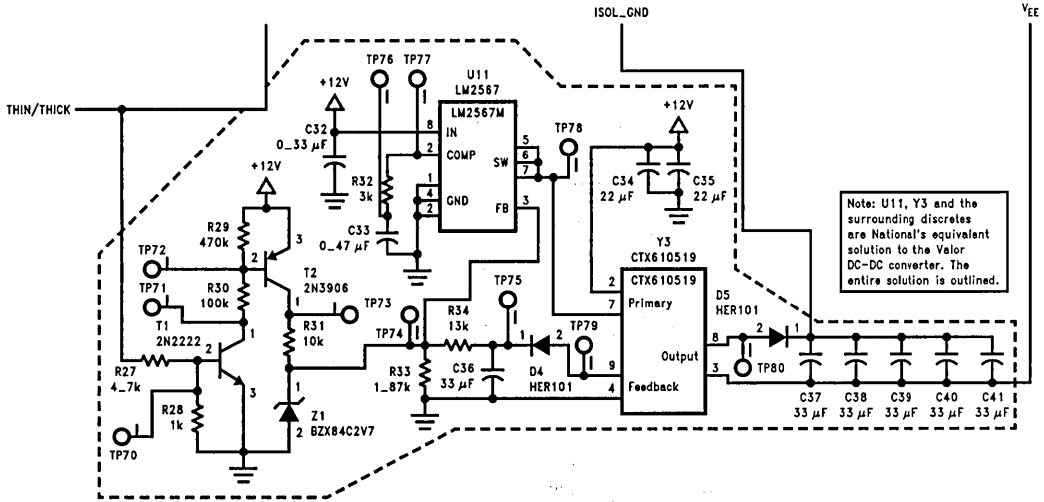 ISOL_GND
VEE
THIN/THICK
+12V
TP76
TP77
U11
LM2567
LM2567M
C32
0_33 μF
8
IN
2
COMP
1
4
GND
2
5
6
SW
7
3
FB
TP78
R32
3k
C33
0_47 μF
+12V
C34
22 μF
C35
22 μF
Note: U11, Y3 and the
surrounding discretes
are National's equivalent
solution to the Valor
DC-DC converter. The
entire solution is outlined.
+12V
R29
470k
3
TP72
2
T2
2N3906
TP71
R30
100k
1
T1
2N2222
1
R31
10k
TP73
TP74
R34
13k
TP75
TP79
Y3
CTX610519
CTX610519
2
Primary
7
8
Output
3
9
Feedback
4
D5
HER101
2
1
TP80
R27
4_7k
2
3
R28
1k
TP70
1
Z1
BZX84C2V7
2
R33
1_87k
C36
33 μF
1
2
D4
HER101
C37
33 μF
C38
33 μF
C39
33 μF
C40
33 μF
C41
33 μF